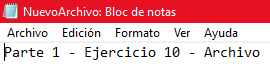 NuevoArchivo: Bloc de notas
Archivo Edición Formato Ver Ayuda
Parte 1 - Ejercicio 10 - Archivo